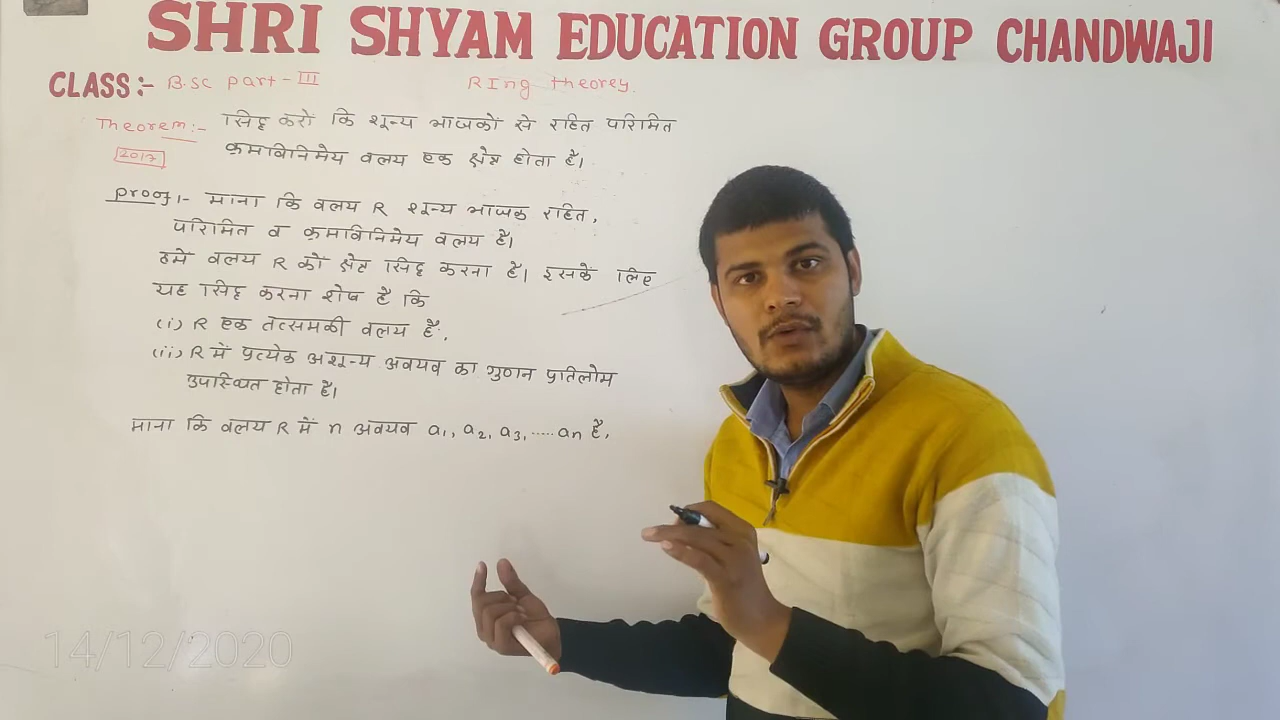 SHRI SHYAM EDUCATION GROUP CHANDWAJI
CLASS:- B.SC Part-III RIng theorey.
Theorem:- सिद्ध करो कि शून्य भाजकों से रहित परिमित
2017 क्रमविनिमेय वलय एक क्षेत्र होता है।
Proof:- माना कि वलय R शून्य भाजक रहित,
परिमित व क्रमविनिमेय वलय है।
हमे वलय R को क्षेत्र सिद्ध करना है। इसके लिए
यह सिद्ध करना शेष है कि
(i) R एक तत्समकी वलय है.
(ii) R में प्रत्येक अशून्य अवयव का गुणन प्रतिलोम
उपस्थित होता है।
माना कि वलय R में n अवयव a1, a2, a3, ..... an है,
14/12/2020